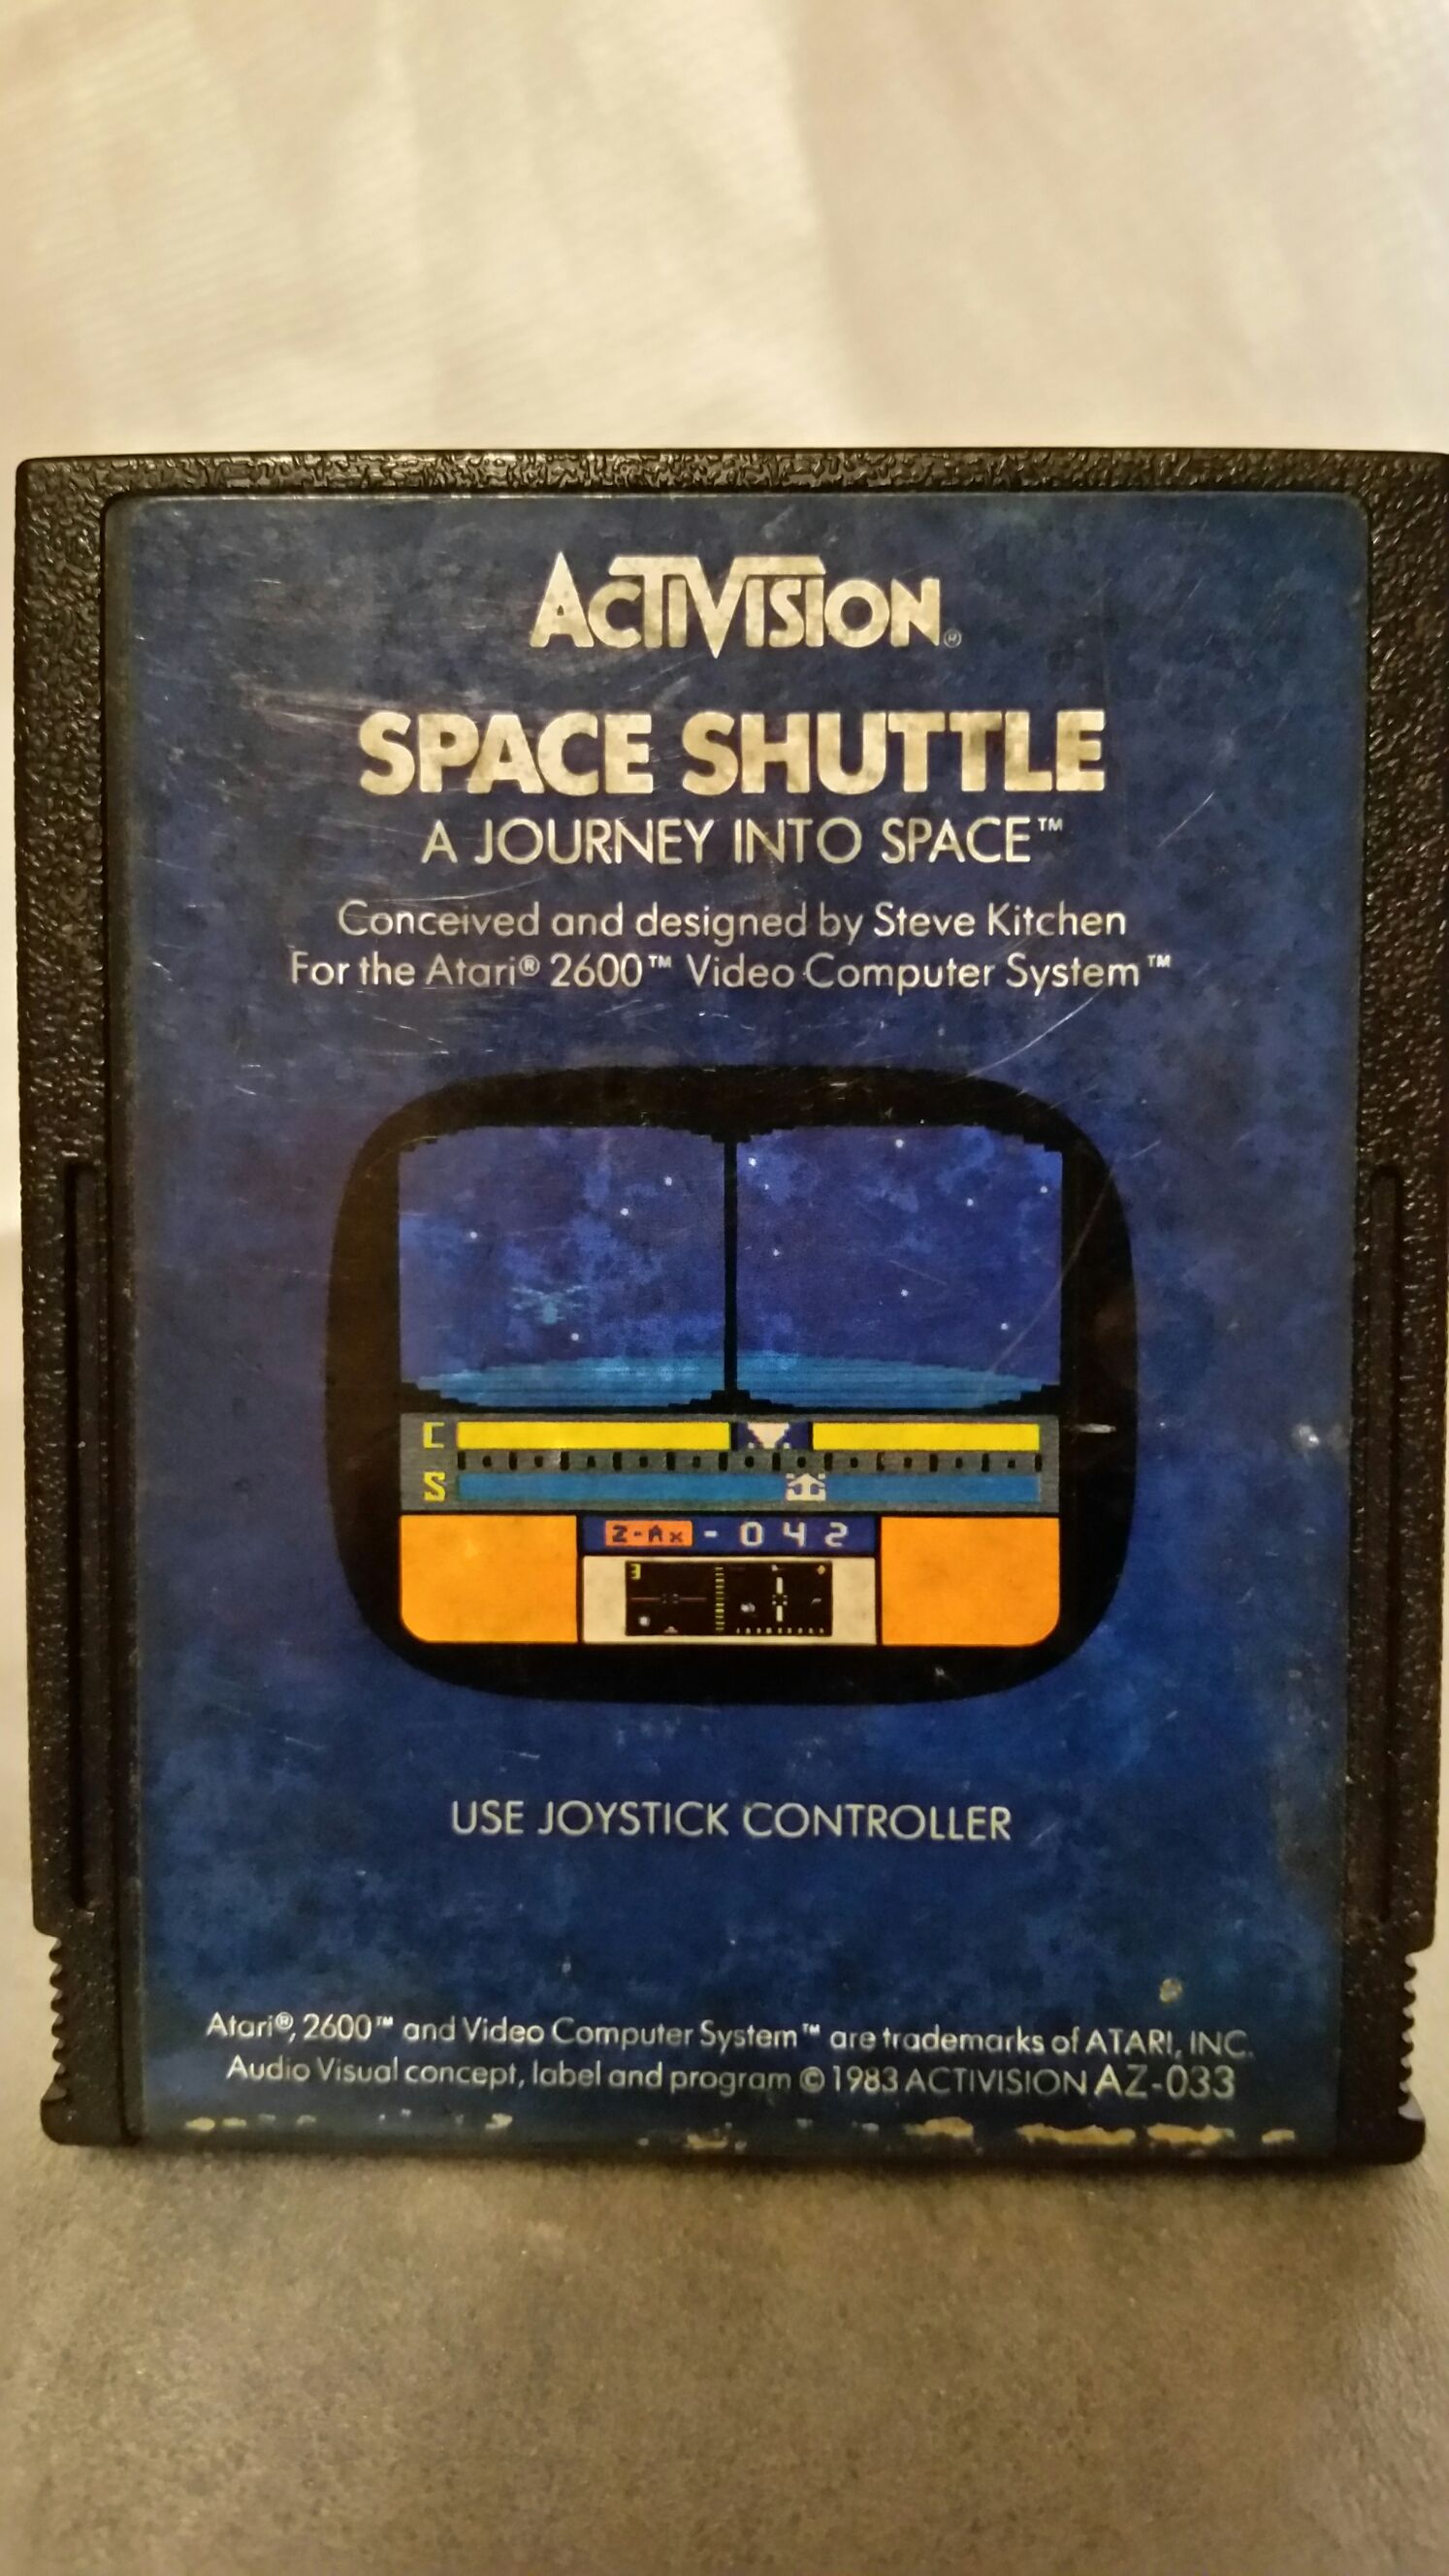 ACTIVISION®
SPACE SHUTTLE
A JOURNEY INTO SPACE™
Conceived and designed by Steve Kitchen
For the Atari® 2600™ Video Computer System™
C
S
Z-Ax - 042
USE JOYSTICK CONTROLLER
Atari®, 2600™ and Video Computer System™ are trademarks of ATARI, INC.
Audio Visual concept, label and program © 1983 ACTIVISION AZ-033